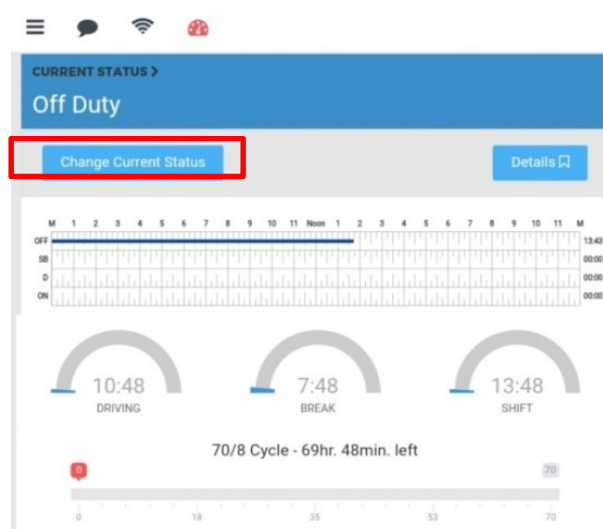 CURRENT STATUS >
Off Duty
Change Current Status
Details
M 1 2 3 4 5 6 7 8 9 10 11 Noon 1 2 3 4 5 6 7 8 9 10 11 M
OFF 13:43
SB 00:00
D 00:00
ON 00:00
10:48 7:48 13:48
DRIVING BREAK SHIFT
70/8 Cycle - 69hr. 48min. left
0 70
0 18 35 53 70